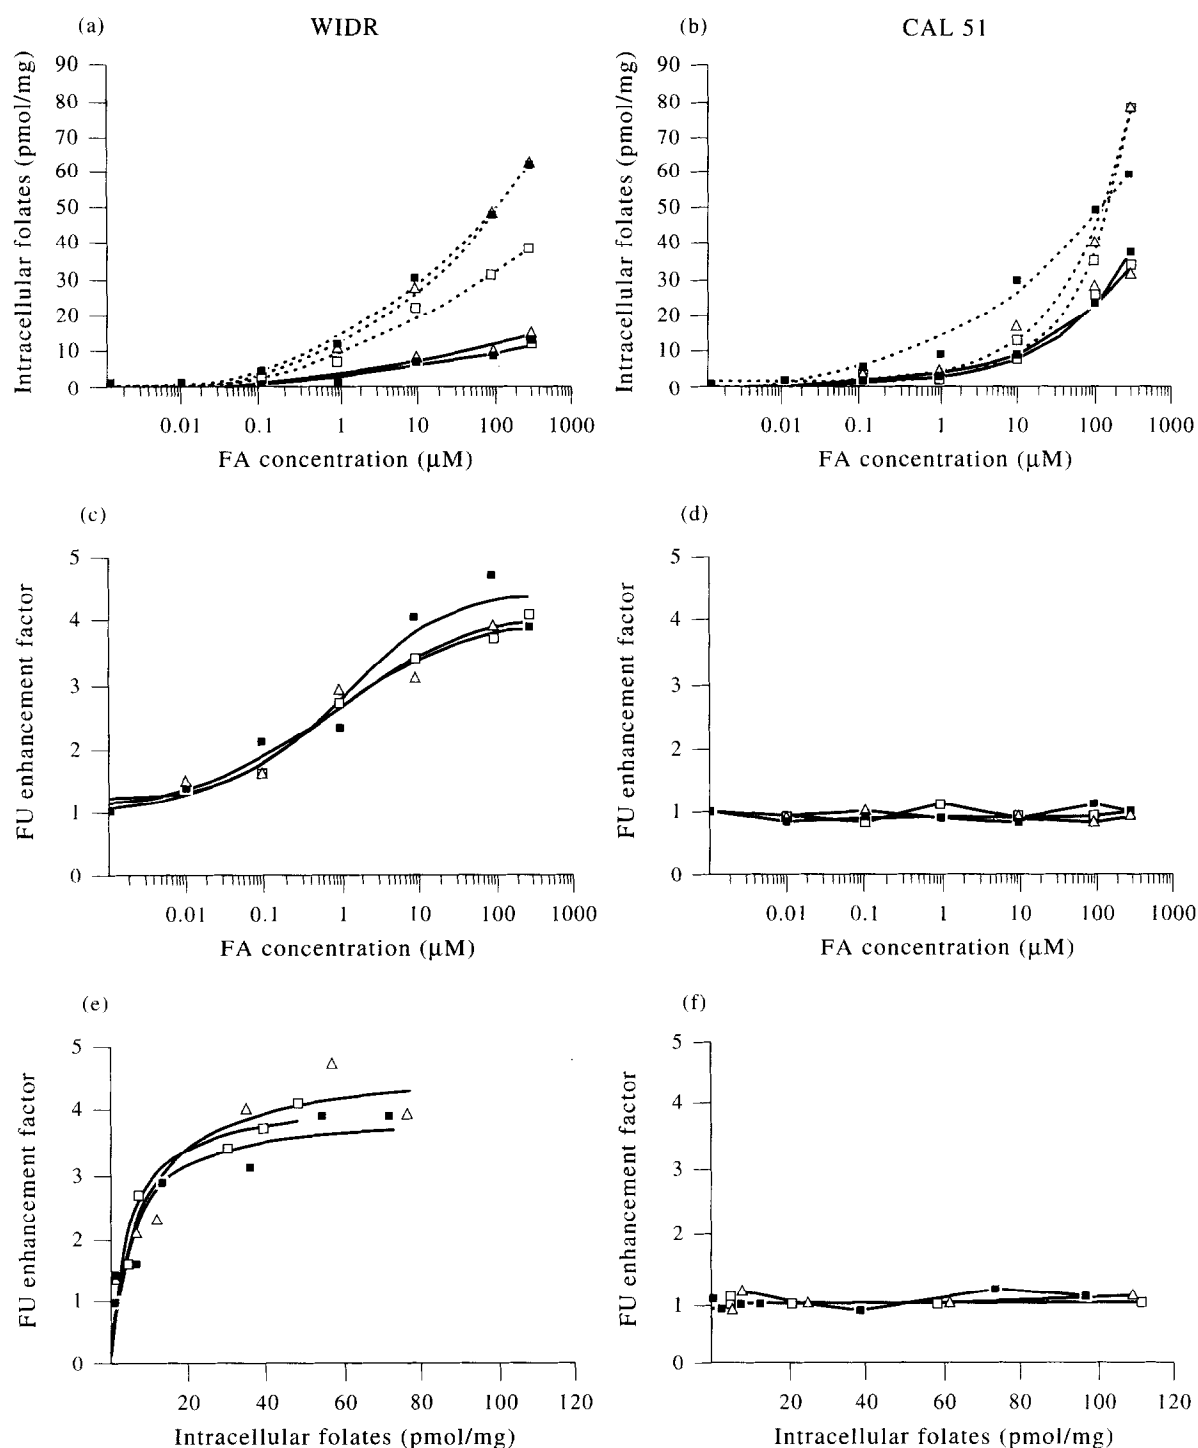 (a) WIDR
Intracellular folates (pmol/mg)
90
80
70
60
50
40
30
20
10
0
0.01 0.1 1 10 100 1000
FA concentration (μM)
(b) CAL 51
Intracellular folates (pmol/mg)
90
80
70
60
50
40
30
20
10
0
0.01 0.1 1 10 100 1000
FA concentration (μM)
(c)
FU enhancement factor
5
4
3
2
1
0
0.01 0.1 1 10 100 1000
FA concentration (μM)
(d)
FU enhancement factor
5
4
3
2
1
0
0.01 0.1 1 10 100 1000
FA concentration (μM)
(e)
FU enhancement factor
5
4
3
2
1
0
20 40 60 80 100 120
Intracellular folates (pmol/mg)
(f)
FU enhancement factor
5
4
3
2
1
0
20 40 60 80 100 120
Intracellular folates (pmol/mg)